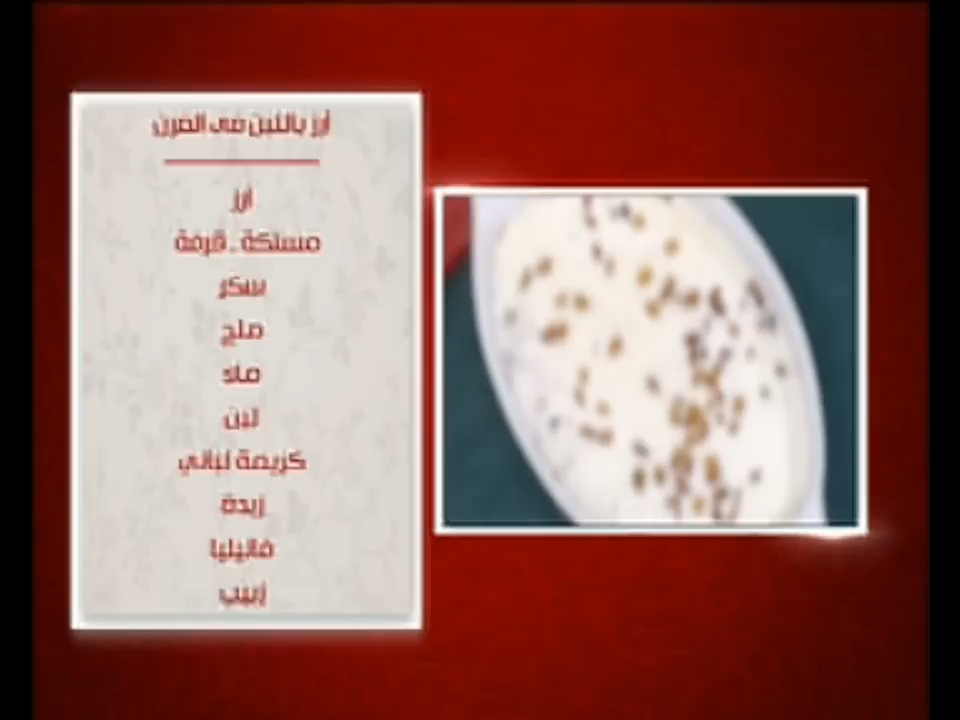 أرز باللبن في الفرن
أرز
مستكة . قرفة
سكر
ملح
ماء
لبن
كريمة لباني
زبدة
فانيليا
زبيب